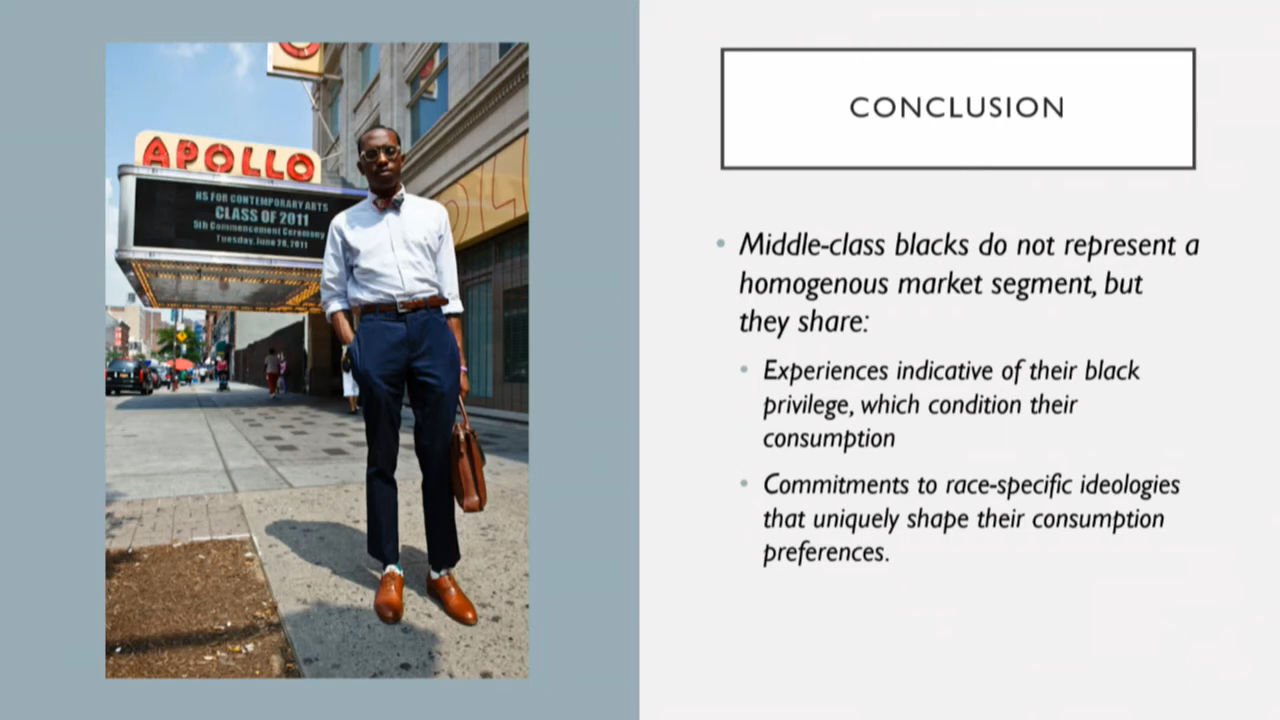 APOLLO
NS FOR CONTEMPORARY ARTS
CLASS OF 2011
5th Commencement Ceremony
Tuesday, June 28, 2011
CONCLUSION
• Middle-class blacks do not represent a
homogenous market segment, but
they share:
• Experiences indicative of their black
privilege, which condition their
consumption
• Commitments to race-specific ideologies
that uniquely shape their consumption
preferences.